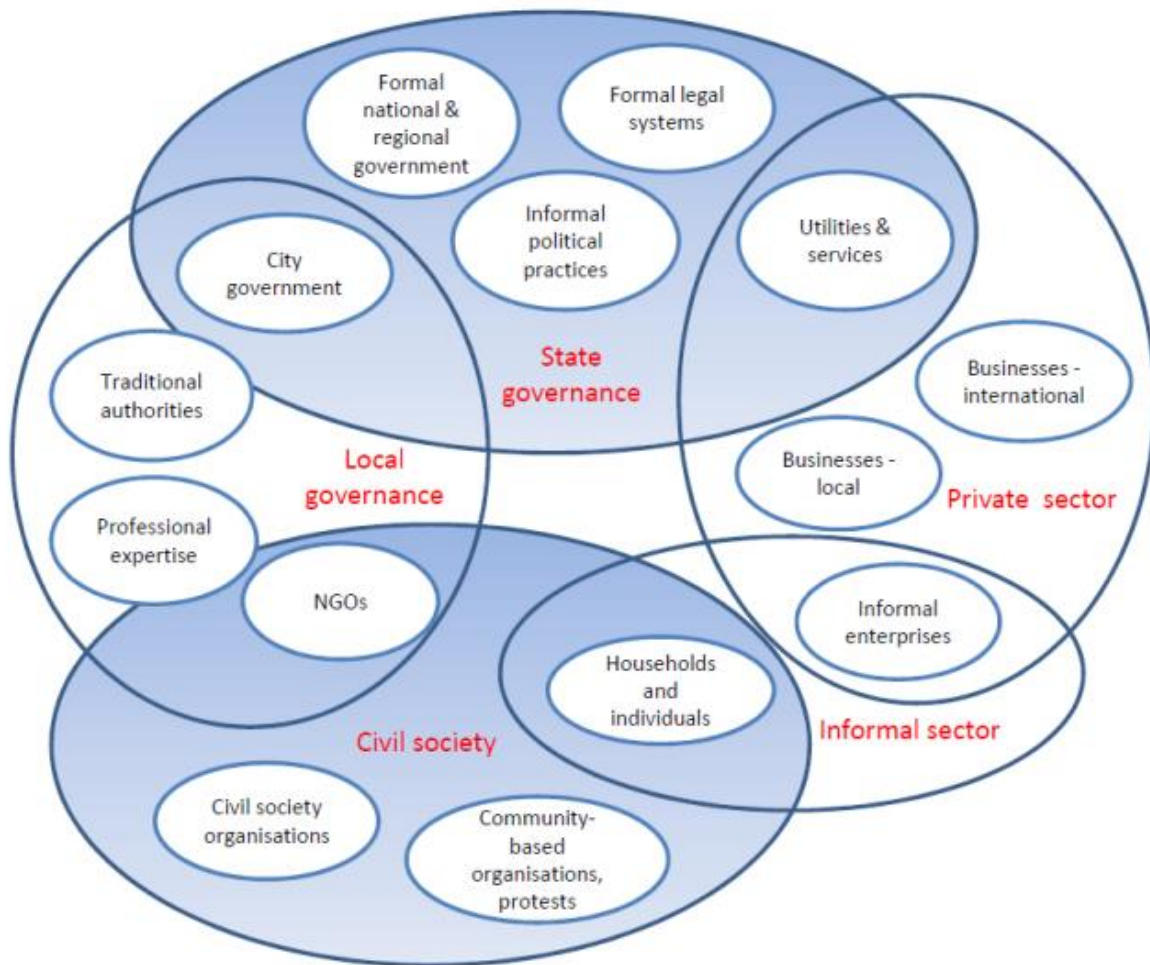 Formal
national &
regional
government
Formal legal
systems
Informal
political
practices
Utilities &
services
City
government
State
governance
Traditional
authorities
Businesses -
international
Local
governance
Businesses -
local
Private sector
Professional
expertise
NGOs
Informal
enterprises
Households
and
individuals
Civil society
Informal sector
Civil society
organisations
Community-
based
organisations,
protests